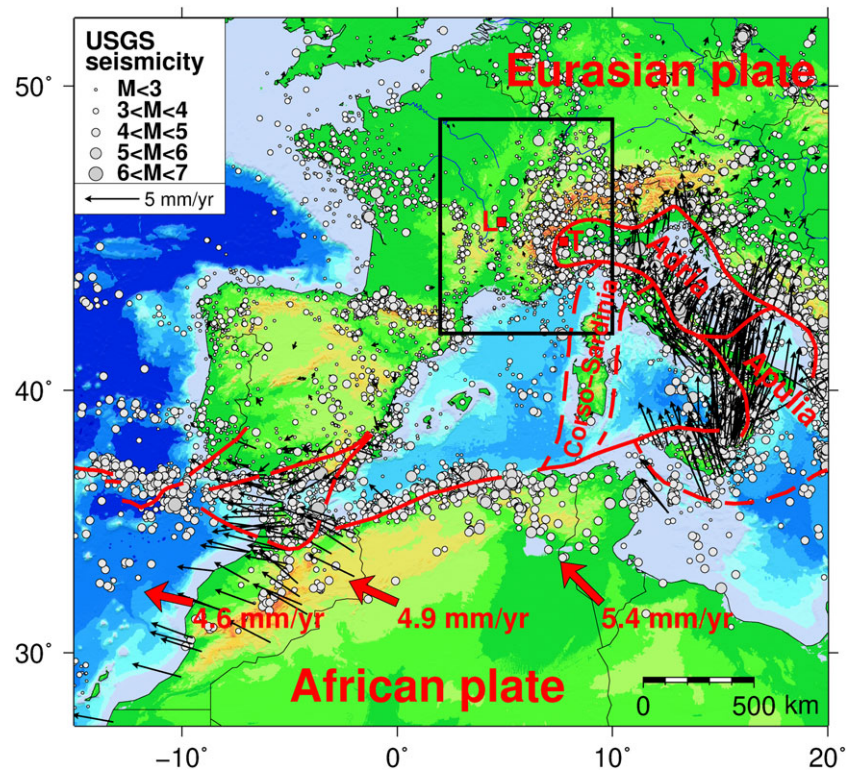 USGS
seismicity
M<3
3<M<4
4<M<5
5<M<6
6<M<7
5 mm/yr
Eurasian plate
50°
L
T
Adria
Corso-Sardinia
Apulia
40°
4.6 mm/yr
4.9 mm/yr
5.4 mm/yr
30°
African plate
0 500 km
−10° 0° 10° 20°